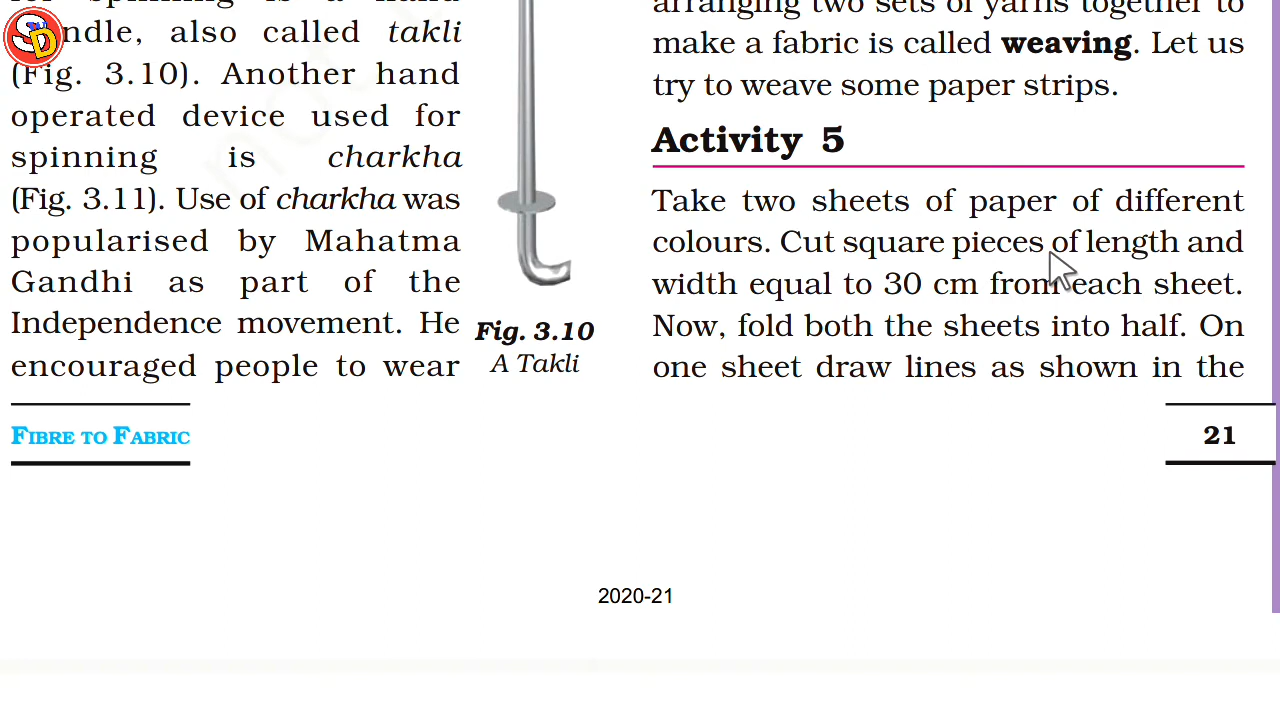 for spinning is a hand
ndle, also called takli
(Fig. 3.10). Another hand
operated device used for
spinning is charkha
(Fig. 3.11). Use of charkha was
popularised by Mahatma
Gandhi as part of the
Independence movement. He
encouraged people to wear
Fig. 3.10
A Takli
arranging two sets of yarns together to
make a fabric is called weaving. Let us
try to weave some paper strips.
Activity 5
Take two sheets of paper of different
colours. Cut square pieces of length and
width equal to 30 cm from each sheet.
Now, fold both the sheets into half. On
one sheet draw lines as shown in the
FIBRE TO FABRIC
21
2020-21
SD